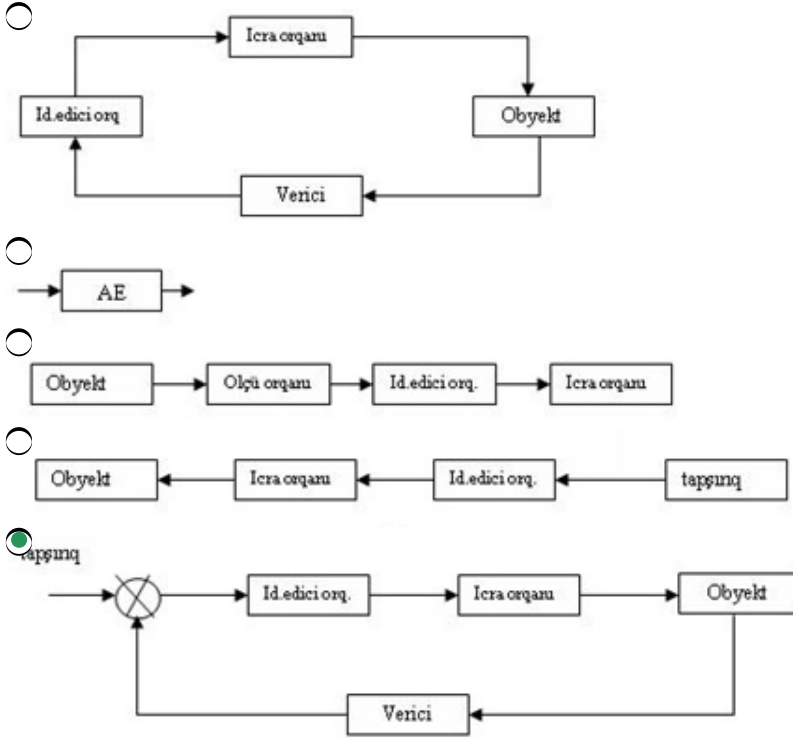 Icra orqanı
Id.edici orq
Obyekt
Verici
AE
Obyekt
Olçü orqanı
Id.edici orq.
Icra orqanı
Obyekt
Icra orqanı
Id.edici orq.
tapşırıq
tapşırıq
Id.edici orq.
Icra orqanı
Obyekt
Verici